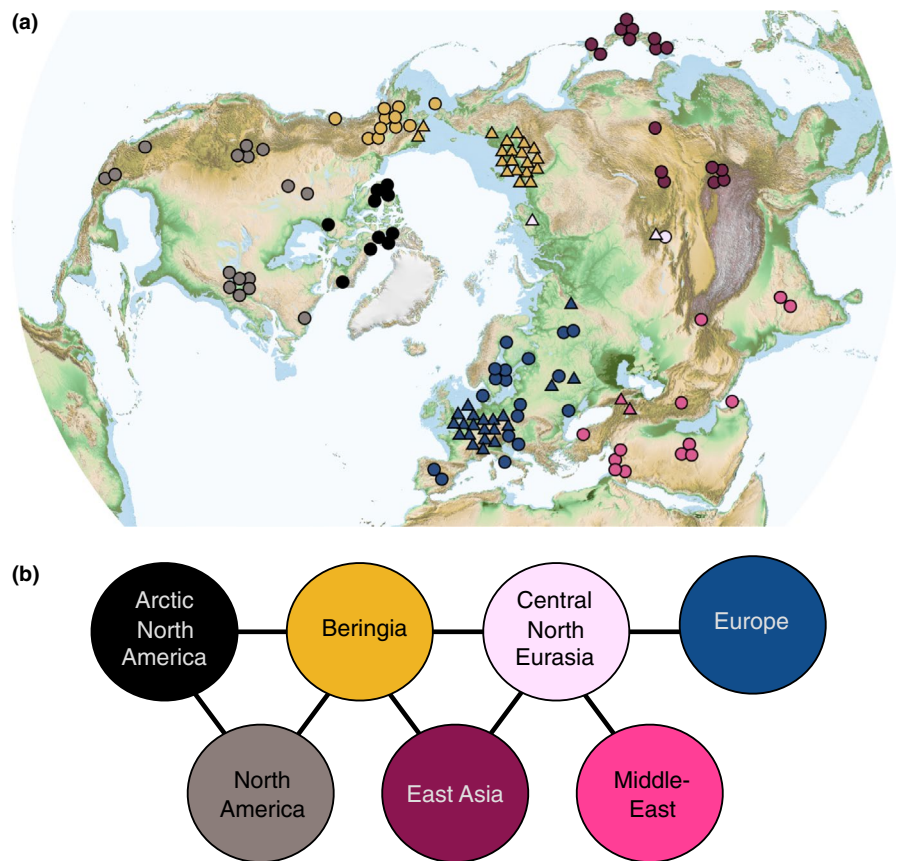 (a)
(b)
Arctic
North
America
Beringia
Central
North
Eurasia
Europe
North
America
East Asia
Middle-
East